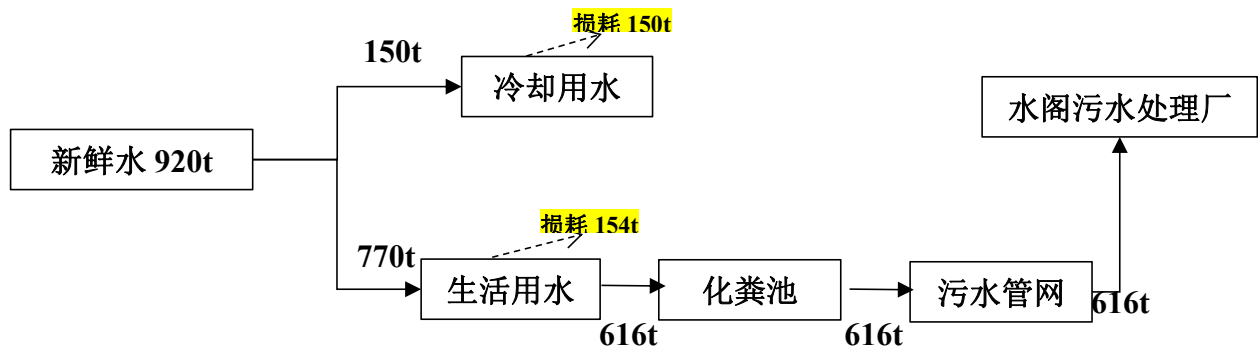 损耗 150t
150t
冷却用水
水阁污水处理厂
新鲜水 920t
损耗 154t
770t
生活用水
化粪池
污水管网
616t
616t
616t